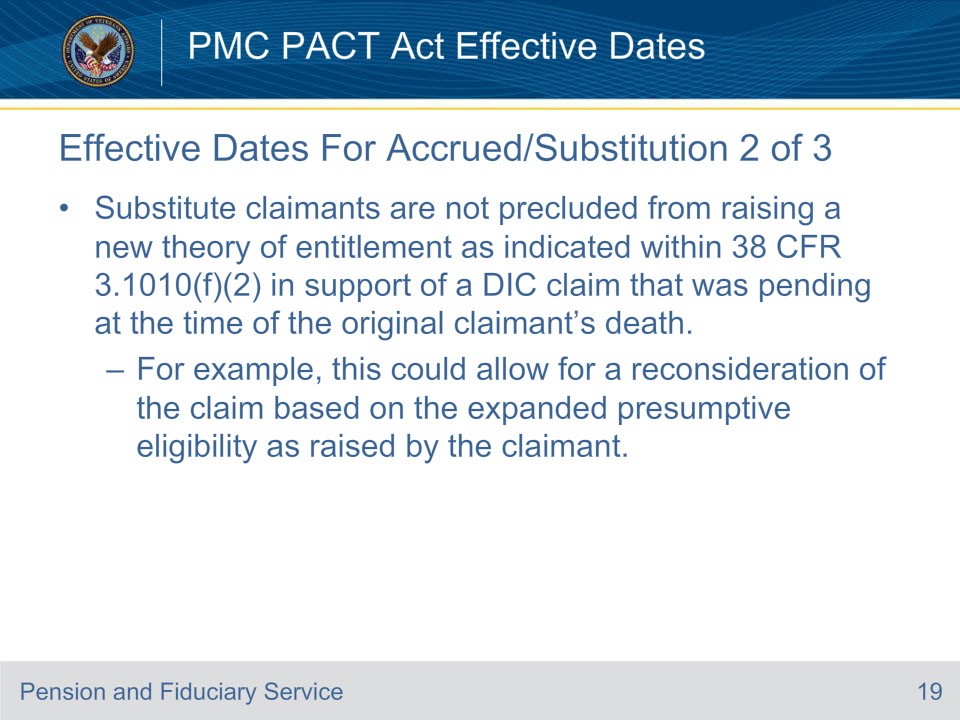 PMC PACT Act Effective Dates
Effective Dates For Accrued/Substitution 2 of 3
• Substitute claimants are not precluded from raising a
new theory of entitlement as indicated within 38 CFR
3.1010(f)(2) in support of a DIC claim that was pending
at the time of the original claimant’s death.
– For example, this could allow for a reconsideration of
the claim based on the expanded presumptive
eligibility as raised by the claimant.
Pension and Fiduciary Service
19